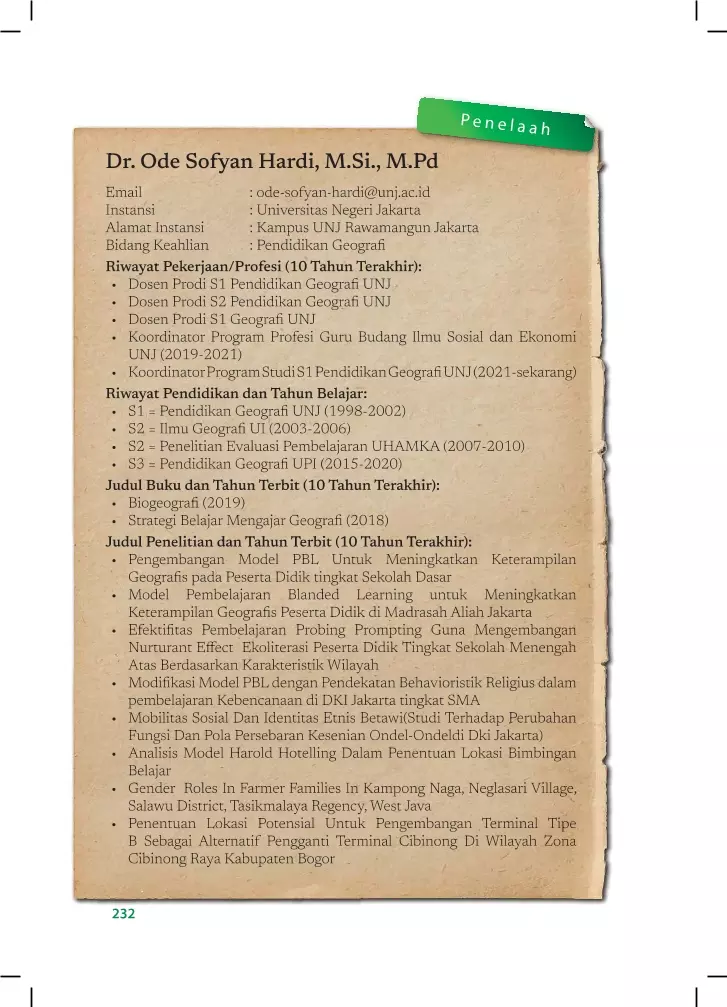 Penelaah
Dr. Ode Sofyan Hardi, M.Si., M.Pd
Email : ode-sofyan-hardi@unj.ac.id
Instansi : Universitas Negeri Jakarta
Alamat Instansi : Kampus UNJ Rawamangun Jakarta
Bidang Keahlian : Pendidikan Geografi
Riwayat Pekerjaan/Profesi (10 Tahun Terakhir):
• Dosen Prodi S1 Pendidikan Geografi UNJ
• Dosen Prodi S2 Pendidikan Geografi UNJ
• Dosen Prodi S1 Geografi UNJ
• Koordinator Program Profesi Guru Budang Ilmu Sosial dan Ekonomi
UNJ (2019-2021)
• Koordinator Program Studi S1 Pendidikan Geografi UNJ (2021-sekarang)
Riwayat Pendidikan dan Tahun Belajar:
• S1 = Pendidikan Geografi UNJ (1998-2002)
• S2 = Ilmu Geografi UI (2003-2006)
• S2 = Penelitian Evaluasi Pembelajaran UHAMKA (2007-2010)
• S3 = Pendidikan Geografi UPI (2015-2020)
Judul Buku dan Tahun Terbit (10 Tahun Terakhir):
• Biogeografi (2019)
• Strategi Belajar Mengajar Geografi (2018)
Judul Penelitian dan Tahun Terbit (10 Tahun Terakhir):
• Pengembangan Model PBL Untuk Meningkatkan Keterampilan
Geografis pada Peserta Didik tingkat Sekolah Dasar
• Model Pembelajaran Blanded Learning untuk Meningkatkan
Keterampilan Geografis Peserta Didik di Madrasah Aliah Jakarta
• Efektifitas Pembelajaran Probing Prompting Guna Mengembangan
Nurturant Effect Ekoliterasi Peserta Didik Tingkat Sekolah Menengah
Atas Berdasarkan Karakteristik Wilayah
• Modifikasi Model PBL dengan Pendekatan Behavioristik Religius dalam
pembelajaran Kebencanaan di DKI Jakarta tingkat SMA
• Mobilitas Sosial Dan Identitas Etnis Betawi(Studi Terhadap Perubahan
Fungsi Dan Pola Persebaran Kesenian Ondel-Ondeldi Dki Jakarta)
• Analisis Model Harold Hotelling Dalam Penentuan Lokasi Bimbingan
Belajar
• Gender Roles In Farmer Families In Kampong Naga, Neglasari Village,
Salawu District, Tasikmalaya Regency, West Java
• Penentuan Lokasi Potensial Untuk Pengembangan Terminal Tipe
B Sebagai Alternatif Pengganti Terminal Cibinong Di Wilayah Zona
Cibinong Raya Kabupaten Bogor
232